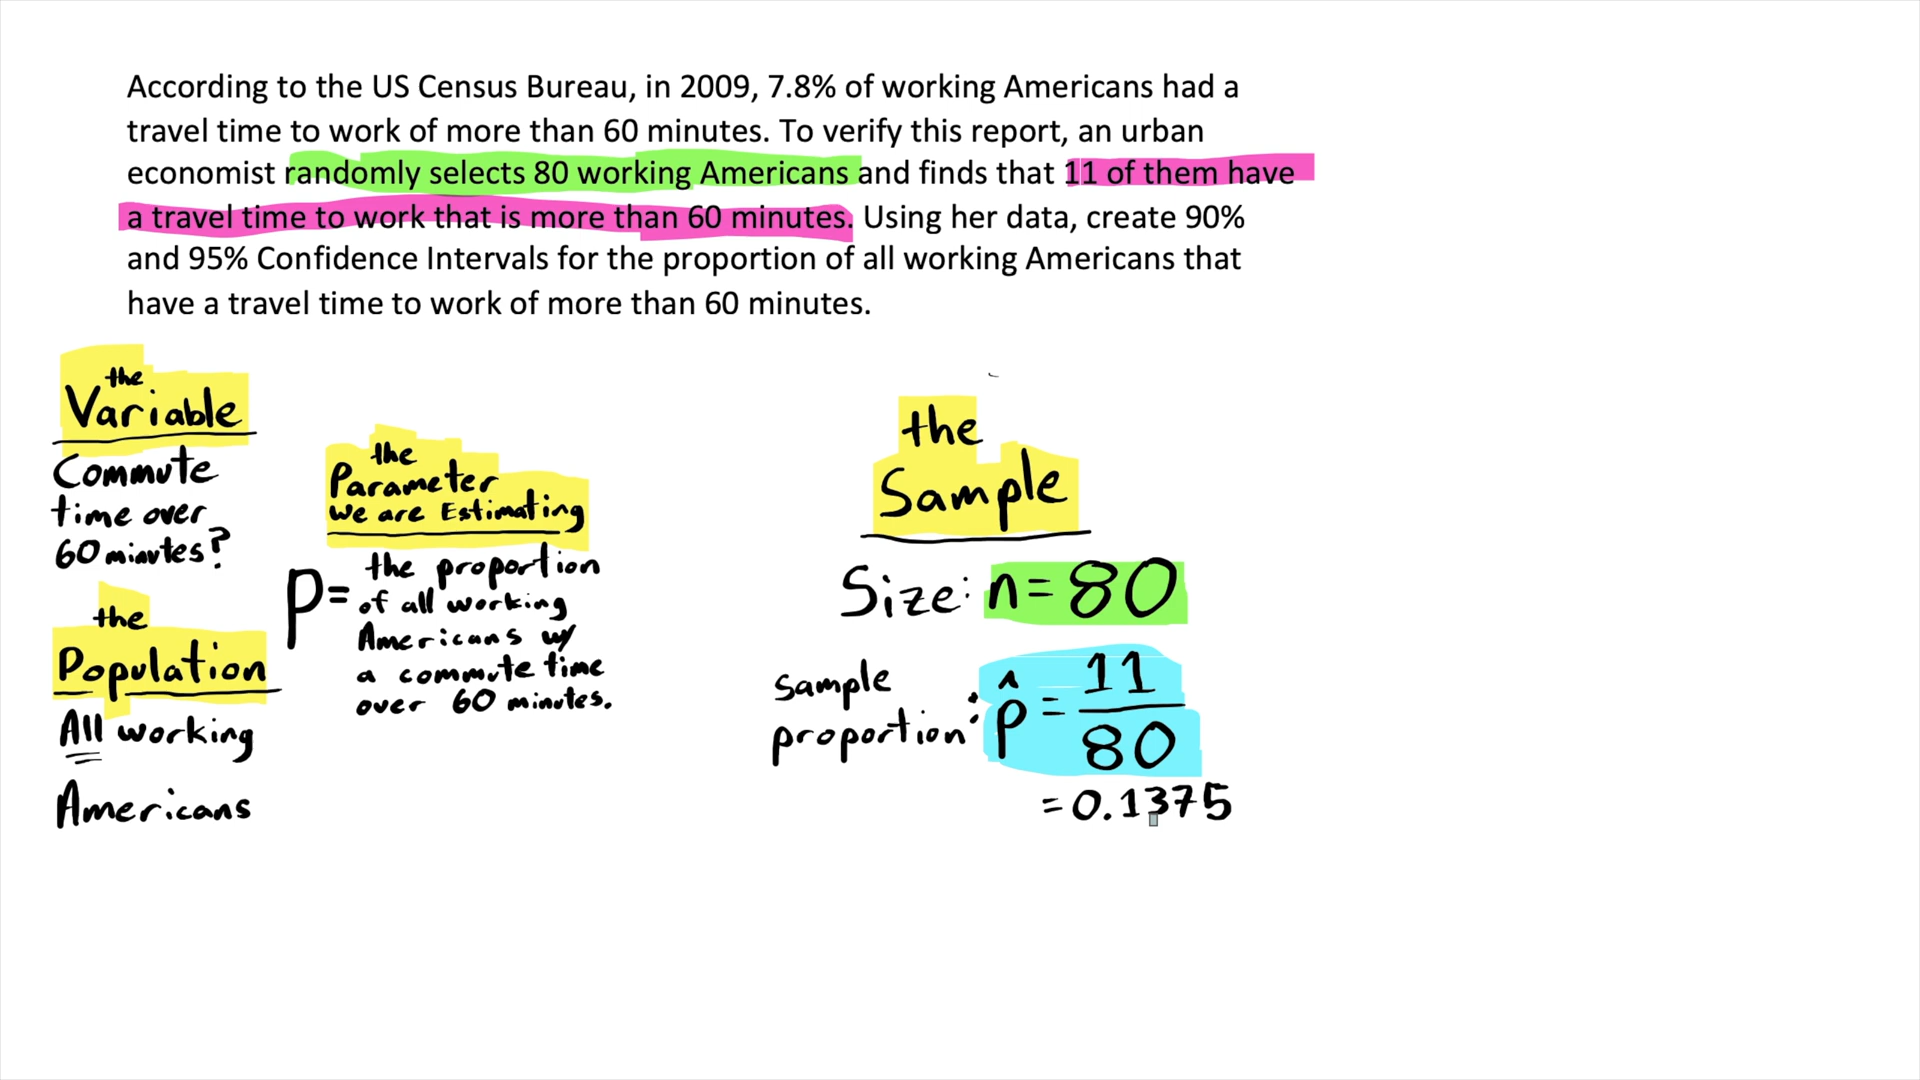 According to the US Census Bureau, in 2009, 7.8% of working Americans had a
travel time to work of more than 60 minutes. To verify this report, an urban
economist randomly selects 80 working Americans and finds that 11 of them have
a travel time to work that is more than 60 minutes. Using her data, create 90%
and 95% Confidence Intervals for the proportion of all working Americans that
have a travel time to work of more than 60 minutes.
the
Variable
Commute
time over
60 minutes?
the
Population
All working
Americans
the
Parameter
we are Estimating
p = the proportion
of all working
Americans w/
a commute time
over 60 minutes.
the
Sample
Size: n = 80
sample
proportion: p̂ = 11
80
= 0.1375